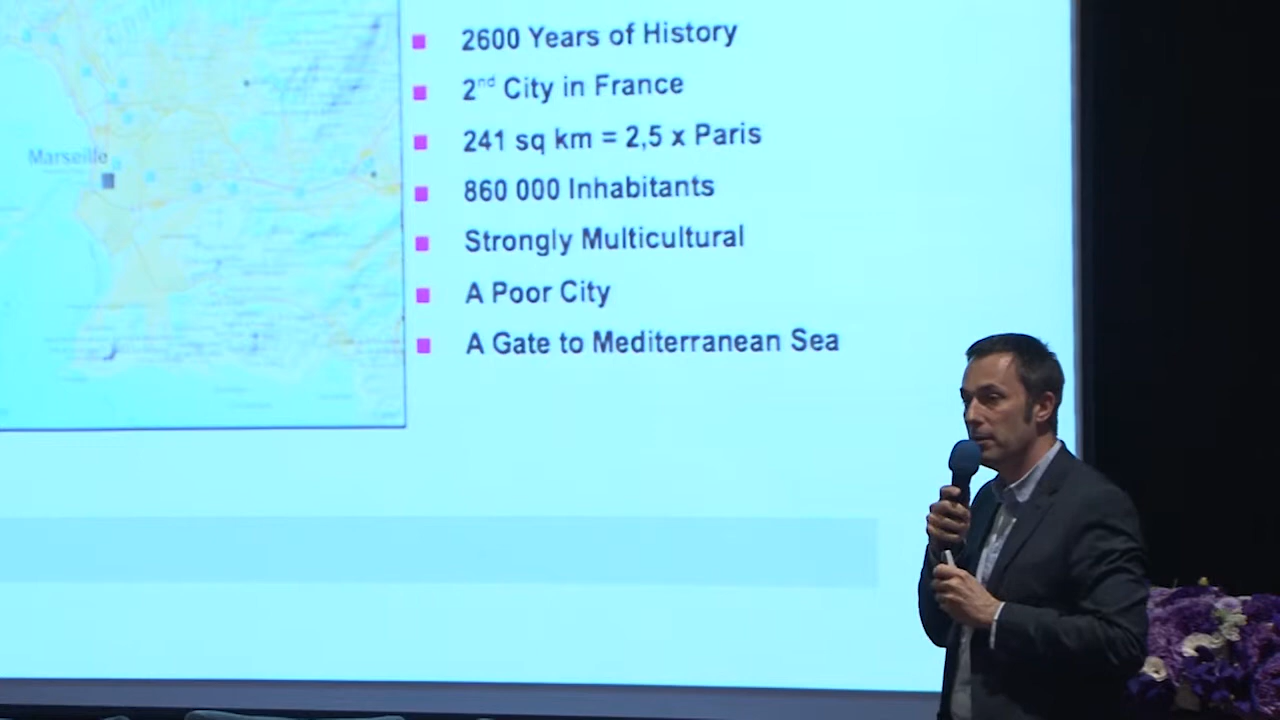 Marseille
2600 Years of History
2nd City in France
241 sq km = 2,5 x Paris
860 000 Inhabitants
Strongly Multicultural
A Poor City
A Gate to Mediterranean Sea